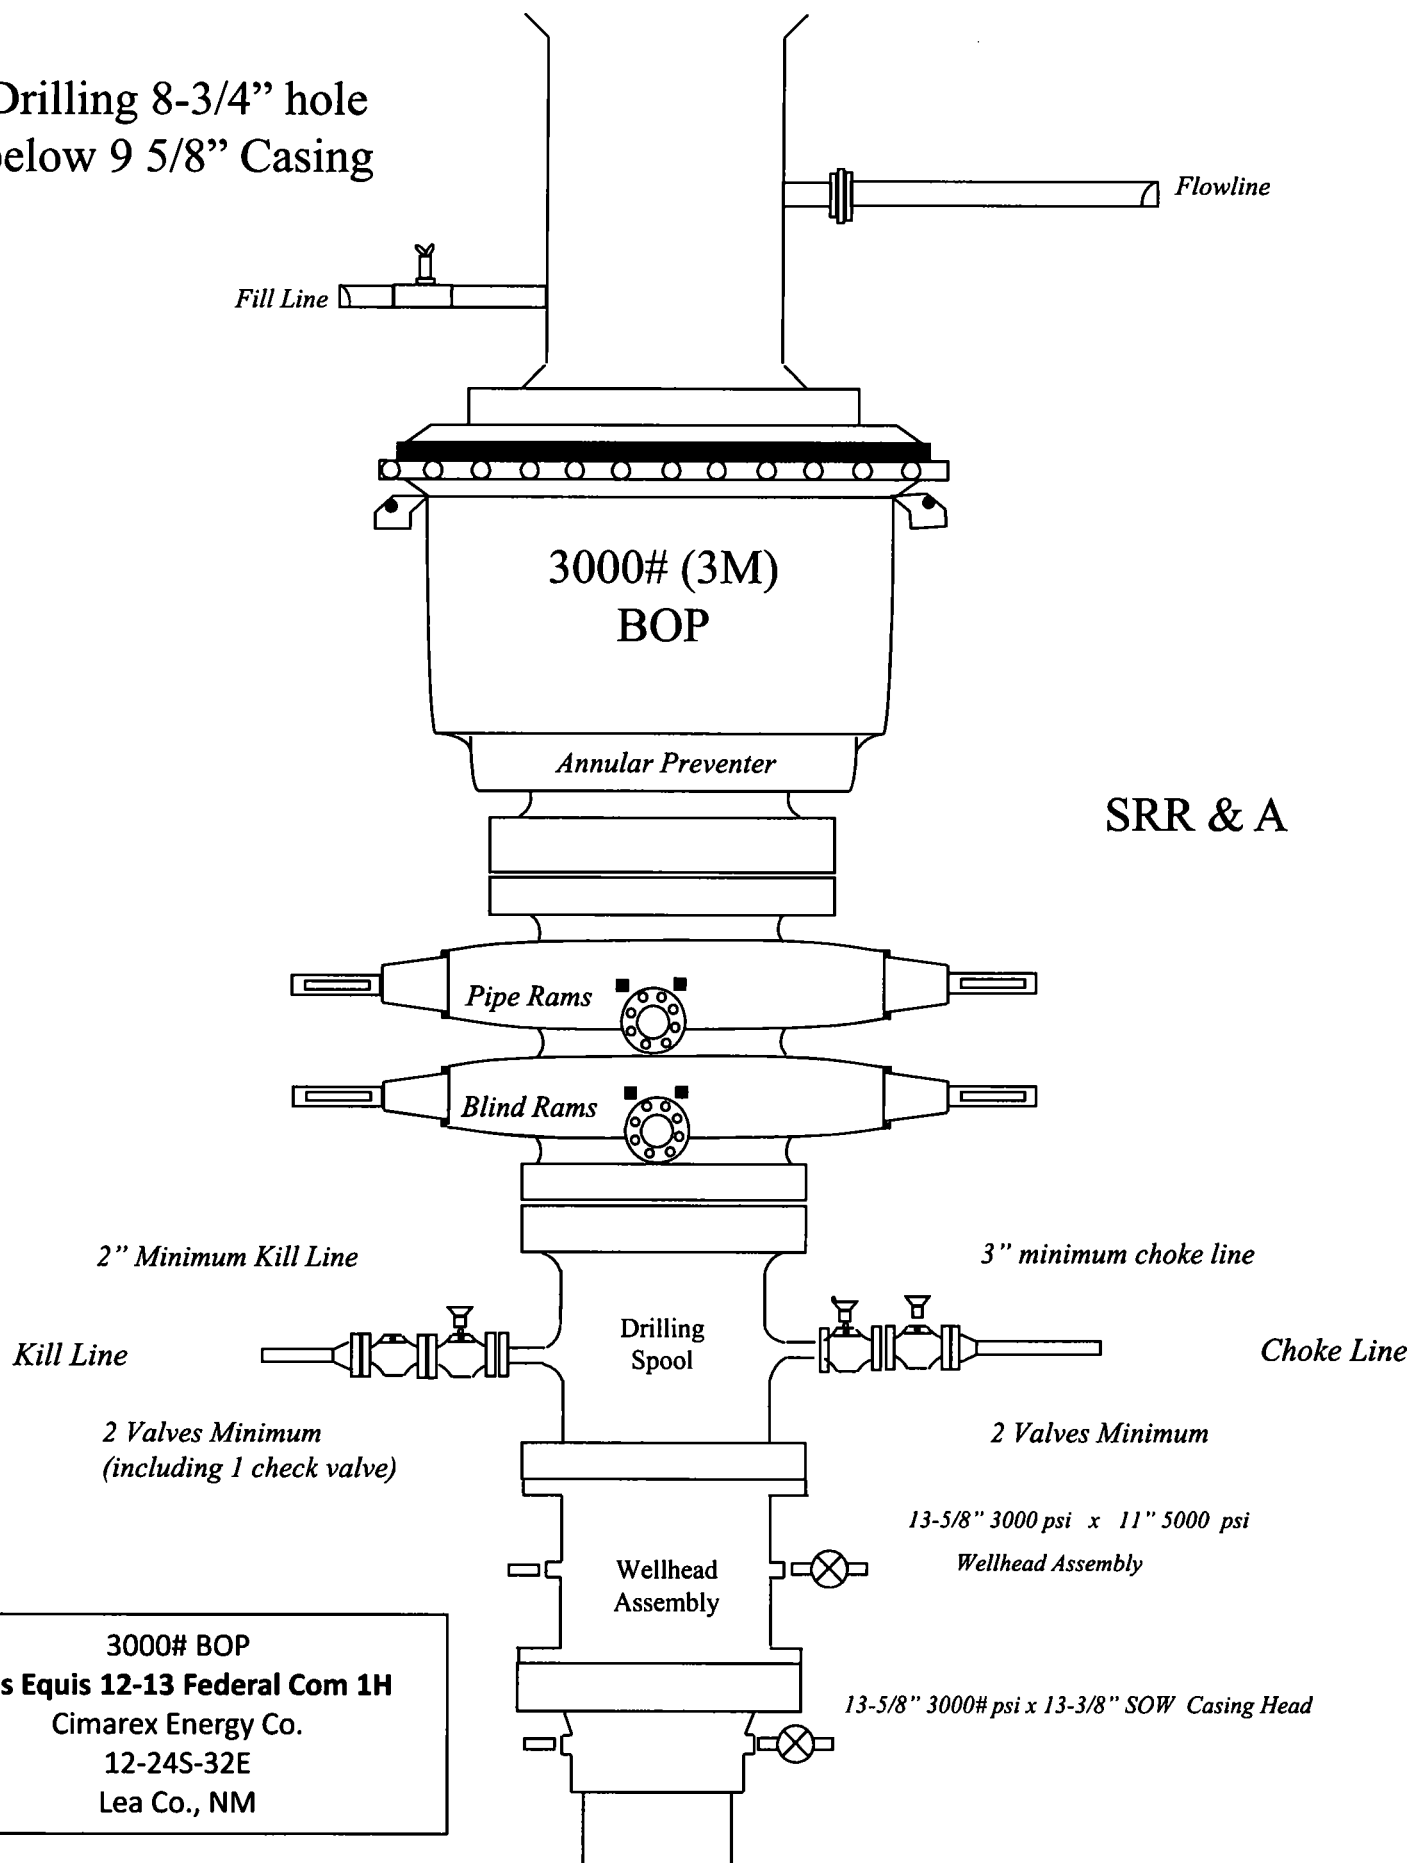 Drilling 8-3/4” hole
below 9 5/8” Casing
Flowline
Fill Line
3000# (3M)
BOP
Annular Preventer
SRR & A
Pipe Rams
Blind Rams
2” Minimum Kill Line
3” minimum choke line
Drilling
Spool
Kill Line
Choke Line
2 Valves Minimum
(including 1 check valve)
2 Valves Minimum
13-5/8” 3000 psi x 11” 5000 psi
Wellhead Assembly
Wellhead
Assembly
3000# BOP
s Equis 12-13 Federal Com 1H
Cimarex Energy Co.
12-24S-32E
Lea Co., NM
13-5/8” 3000# psi x 13-3/8” SOW Casing Head